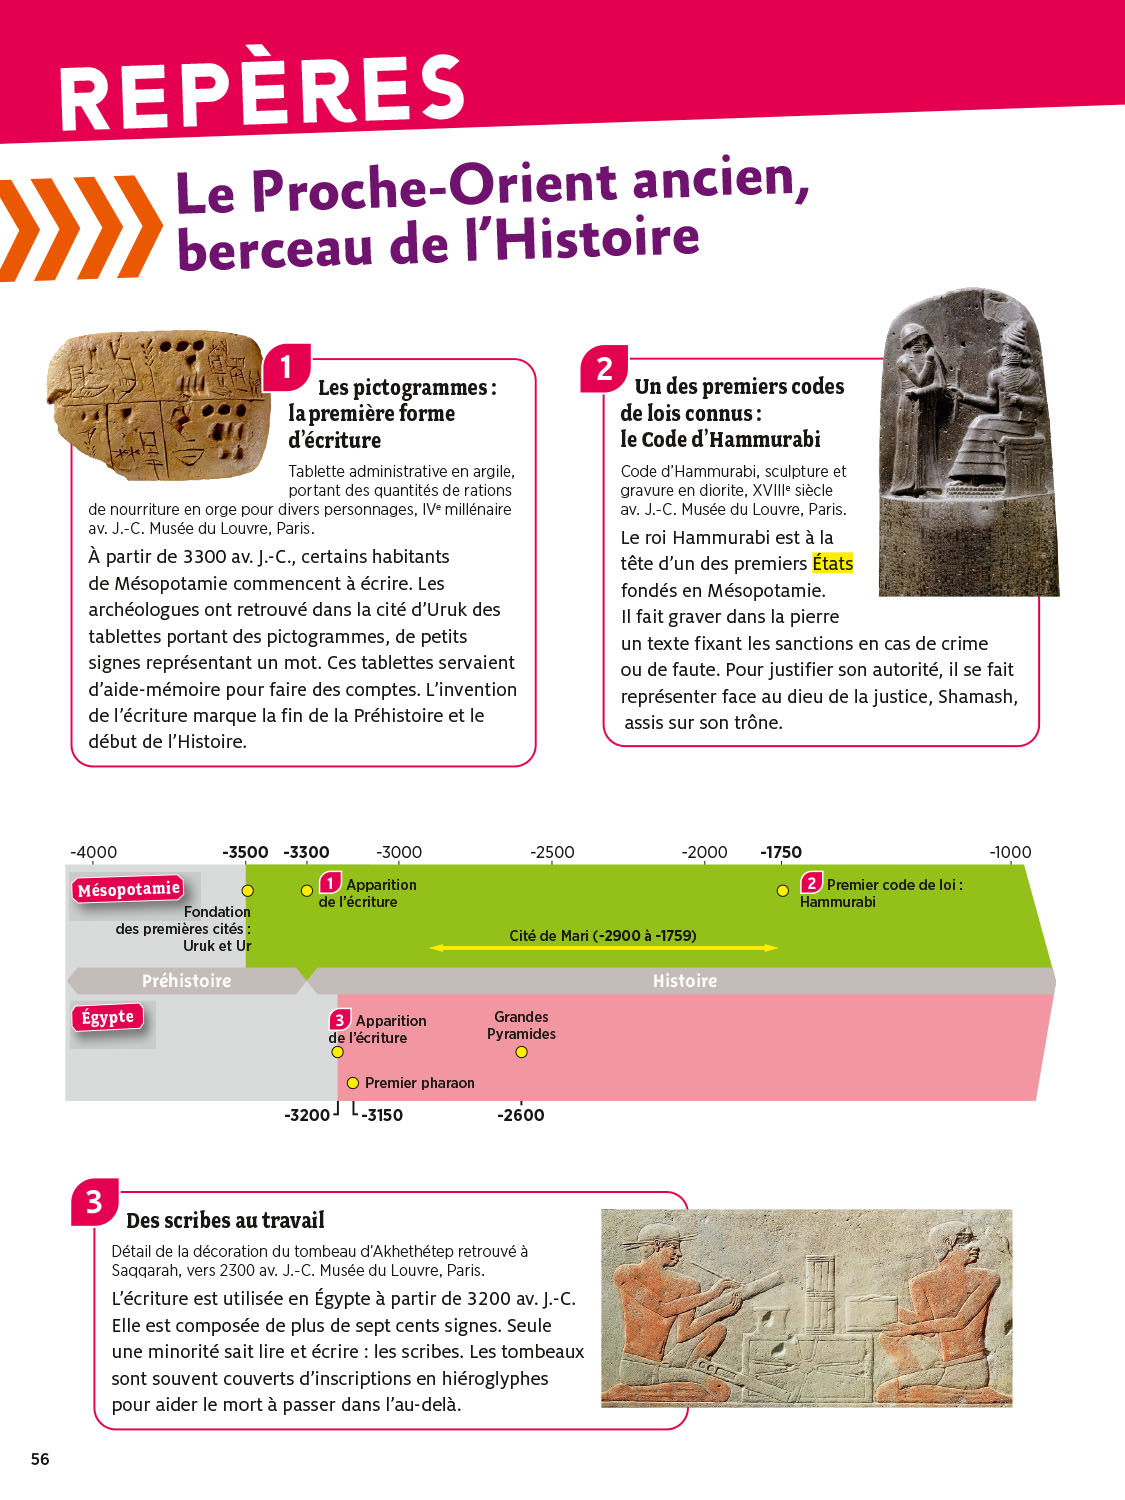 REPÈRES
Le Proche-Orient ancien,
berceau de l'Histoire
1
Les pictogrammes :
la première forme
d'écriture
Tablette administrative en argile,
portant des quantités de rations
de nourriture en orge pour divers personnages, IVe millénaire
av. J.-C. Musée du Louvre, Paris.
À partir de 3300 av. J.-C., certains habitants
de Mésopotamie commencent à écrire. Les
archéologues ont retrouvé dans la cité d'Uruk des
tablettes portant des pictogrammes, de petits
signes représentant un mot. Ces tablettes servaient
d'aide-mémoire pour faire des comptes. L'invention
de l'écriture marque la fin de la Préhistoire et le
début de l'Histoire.
2
Un des premiers codes
de lois connus :
le Code d'Hammurabi
Code d'Hammurabi, sculpture et
gravure en diorite, XVIIIe siècle
av. J.-C. Musée du Louvre, Paris.
Le roi Hammurabi est à la
tête d'un des premiers États
fondés en Mésopotamie.
Il fait graver dans la pierre
un texte fixant les sanctions en cas de crime
ou de faute. Pour justifier son autorité, il se fait
représenter face au dieu de la justice, Shamash,
assis sur son trône.
-4000 -3500 -3300 -3000 -2500 -2000 -1750 -1000
Mésopotamie
Fondation
des premières cités :
Uruk et Ur
1 Apparition
de l'écriture
2 Premier code de loi :
Hammurabi
Cité de Mari (-2900 à -1759)
Préhistoire Histoire
Égypte
3 Apparition
de l'écriture
Grandes
Pyramides
Premier pharaon
-3200 -3150 -2600
3
Des scribes au travail
Détail de la décoration du tombeau d'Akhethétep retrouvé à
Saqqarah, vers 2300 av. J.-C. Musée du Louvre, Paris.
L'écriture est utilisée en Égypte à partir de 3200 av. J.-C.
Elle est composée de plus de sept cents signes. Seule
une minorité sait lire et écrire : les scribes. Les tombeaux
sont souvent couverts d'inscriptions en hiéroglyphes
pour aider le mort à passer dans l'au-delà.
56